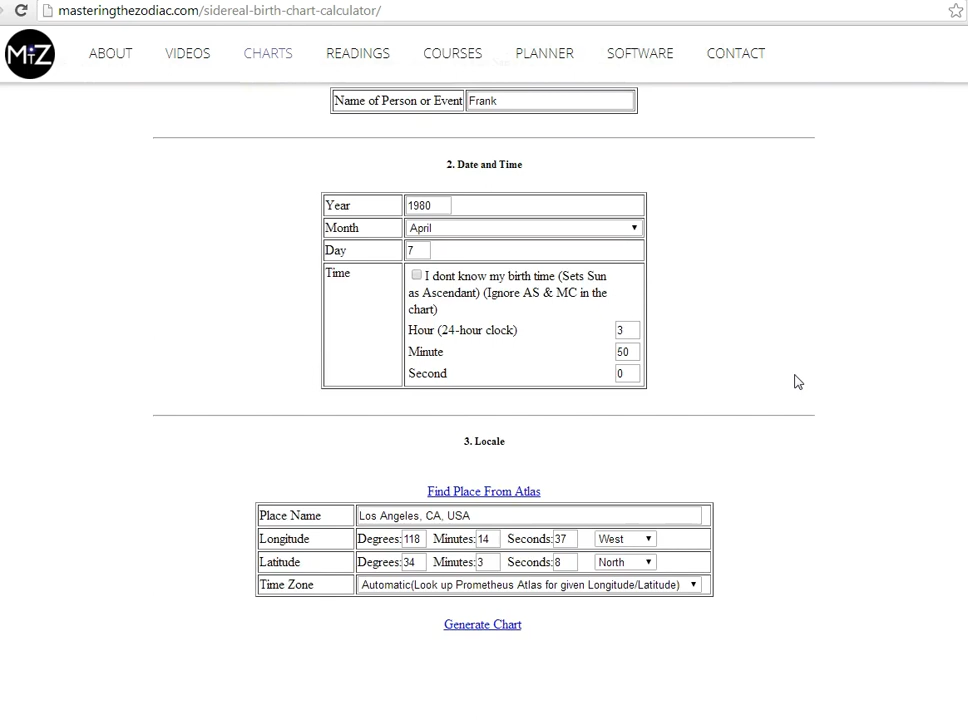 masteringthezodiac.com/sidereal-birth-chart-calculator/
MTZ ABOUT VIDEOS CHARTS READINGS COURSES PLANNER SOFTWARE CONTACT
Name of Person or Event Frank
2. Date and Time
Year 1980
Month April
Day 7
Time I dont know my birth time (Sets Sun
as Ascendant) (Ignore AS & MC in the
chart)
Hour (24-hour clock) 3
Minute 50
Second 0
3. Locale
Find Place From Atlas
Place Name Los Angeles, CA, USA
Longitude Degrees: 118 Minutes: 14 Seconds: 37 West
Latitude Degrees: 34 Minutes: 3 Seconds: 8 North
Time Zone Automatic(Look up Prometheus Atlas for given Longitude/Latitude)
Generate Chart